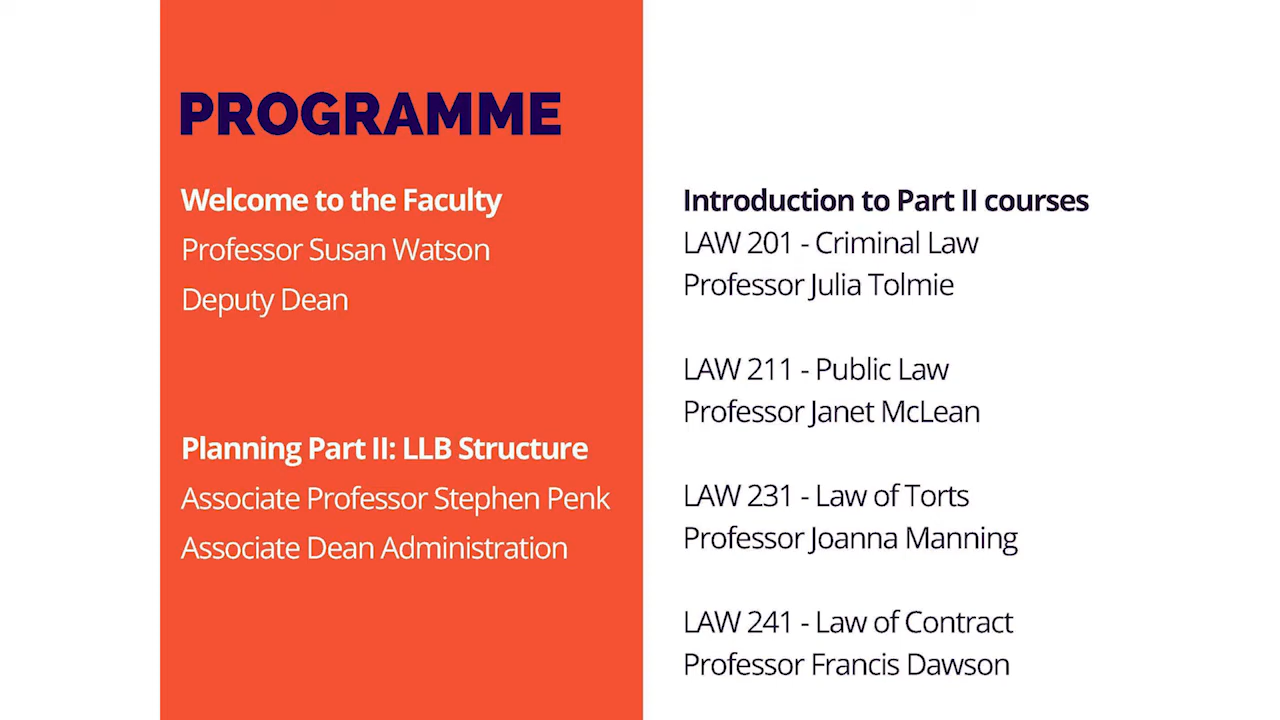 PROGRAMME
Welcome to the Faculty
Professor Susan Watson
Deputy Dean
Planning Part II: LLB Structure
Associate Professor Stephen Penk
Associate Dean Administration
Introduction to Part II courses
LAW 201 - Criminal Law
Professor Julia Tolmie
LAW 211 - Public Law
Professor Janet McLean
LAW 231 - Law of Torts
Professor Joanna Manning
LAW 241 - Law of Contract
Professor Francis Dawson